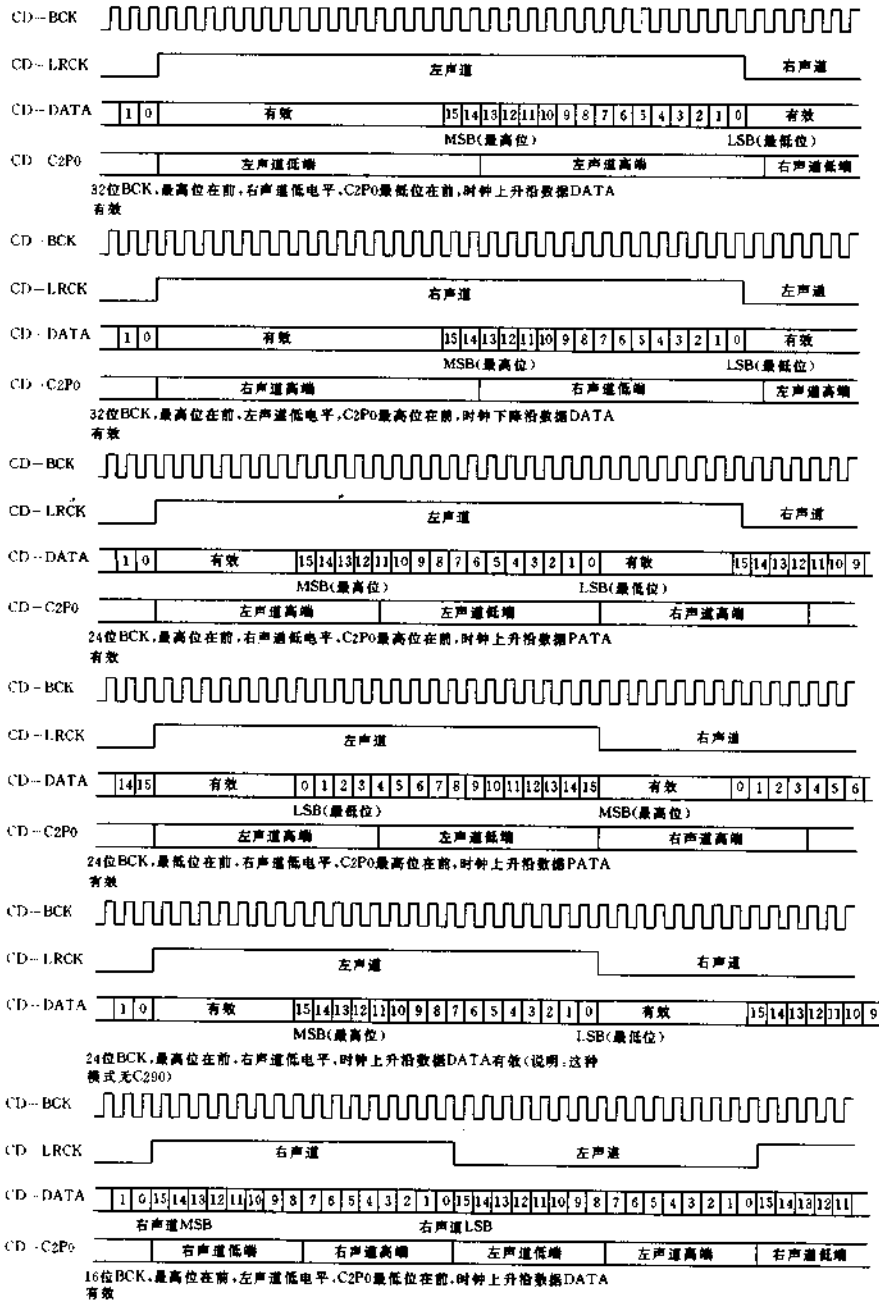 CD-BCK
CD-LRCK 左声道 右声道
CD-DATA 1 0 有效 15 14 13 12 11 10 9 8 7 6 5 4 3 2 1 0 有效
MSB(最高位) LSB(最低位)
CD C2P0 左声道低端 左声道高端 右声道低端
32位BCK,最高位在前,右声道低电平,C2P0最低位在前,时钟上升沿数据DATA
有效
CD-BCK
CD-LRCK 右声道 左声道
CD-DATA 1 0 有效 15 14 13 12 11 10 9 8 7 6 5 4 3 2 1 0 有效
MSB(最高位) LSB(最低位)
CD-C2P0 右声道高端 右声道低端 左声道高端
32位BCK,最高位在前,左声道低电平,C2P0最高位在前,时钟下降沿数据DATA
有效
CD-BCK
CD-LRCK 左声道 右声道
CD-DATA 1 0 有效 15 14 13 12 11 10 9 8 7 6 5 4 3 2 1 0 有效 15 14 13 12 11 10 9
MSB(最高位) LSB(最低位)
CD-C2P0 左声道高端 左声道低端 右声道高端
24位BCK,最高位在前,右声道低电平,C2P0最高位在前,时钟上升沿数据PATA
有效
CD-BCK
CD-LRCK 左声道 右声道
CD-DATA 14 15 有效 0 1 2 3 4 5 6 7 8 9 10 11 12 13 14 15 有效 0 1 2 3 4 5 6
LSB(最低位) MSB(最高位)
CD-C2P0 左声道高端 左声道低端 右声道高端
24位BCK,最低位在前,右声道低电平,C2P0最高位在前,时钟上升沿数据PATA
有效
CD-BCK
CD-LRCK 左声道 右声道
CD-DATA 1 0 有效 15 14 13 12 11 10 9 8 7 6 5 4 3 2 1 0 有效 15 14 13 12 11 10 9
MSB(最高位) LSB(最低位)
24位BCK,最高位在前,右声道低电平,时钟上升沿数据DATA有效(说明:这种
模式无C290)
CD-BCK
CD LRCK 右声道 左声道
CD-DATA 1 0 15 14 13 12 11 10 9 8 7 6 5 4 3 2 1 0 15 14 13 12 11 10 9 8 7 6 5 4 3 2 1 0 15 14 13 12 11
右声道MSB 右声道LSB
CD-C2P0 右声道低端 右声道高端 左声道低端 左声道高端 右声道低端
16位BCK,最高位在前,左声道低电平,C2P0最低位在前,时钟上升沿数据DATA
有效